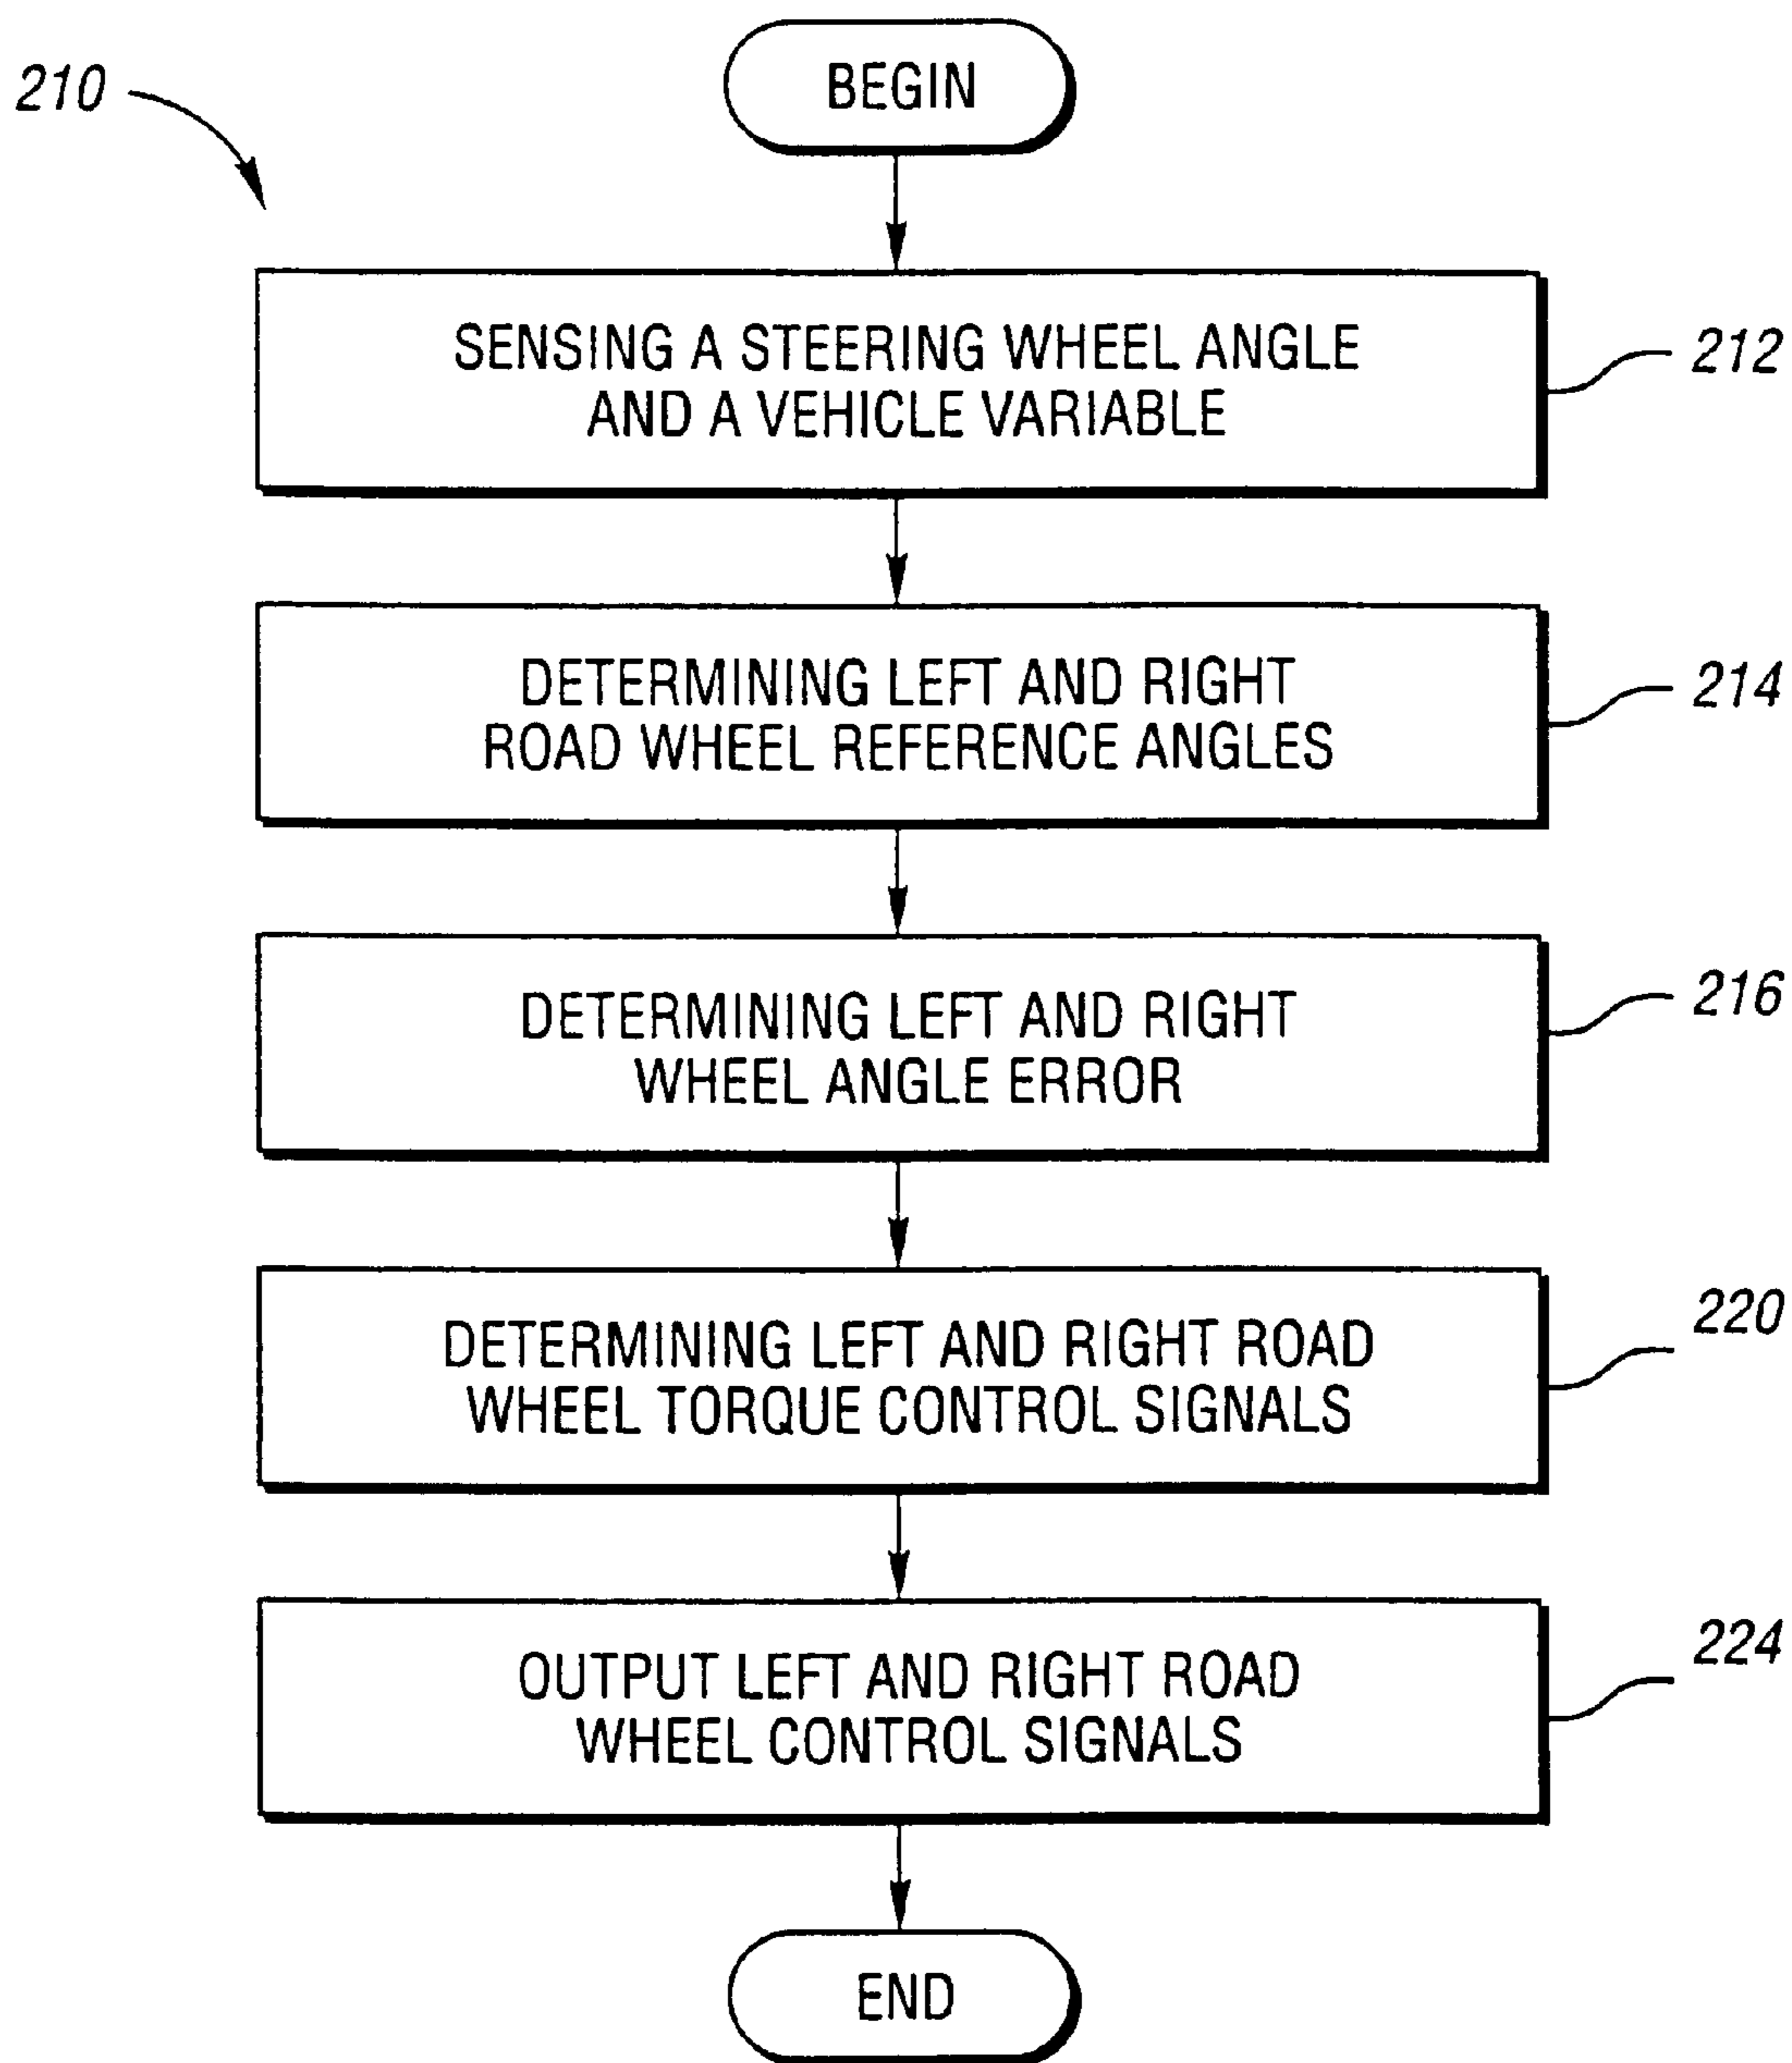 210
BEGIN
SENSING A STEERING WHEEL ANGLE
AND A VEHICLE VARIABLE
212
DETERMINING LEFT AND RIGHT
ROAD WHEEL REFERENCE ANGLES
214
DETERMINING LEFT AND RIGHT
WHEEL ANGLE ERROR
216
DETERMINING LEFT AND RIGHT ROAD
WHEEL TORQUE CONTROL SIGNALS
220
OUTPUT LEFT AND RIGHT ROAD
WHEEL CONTROL SIGNALS
224
END